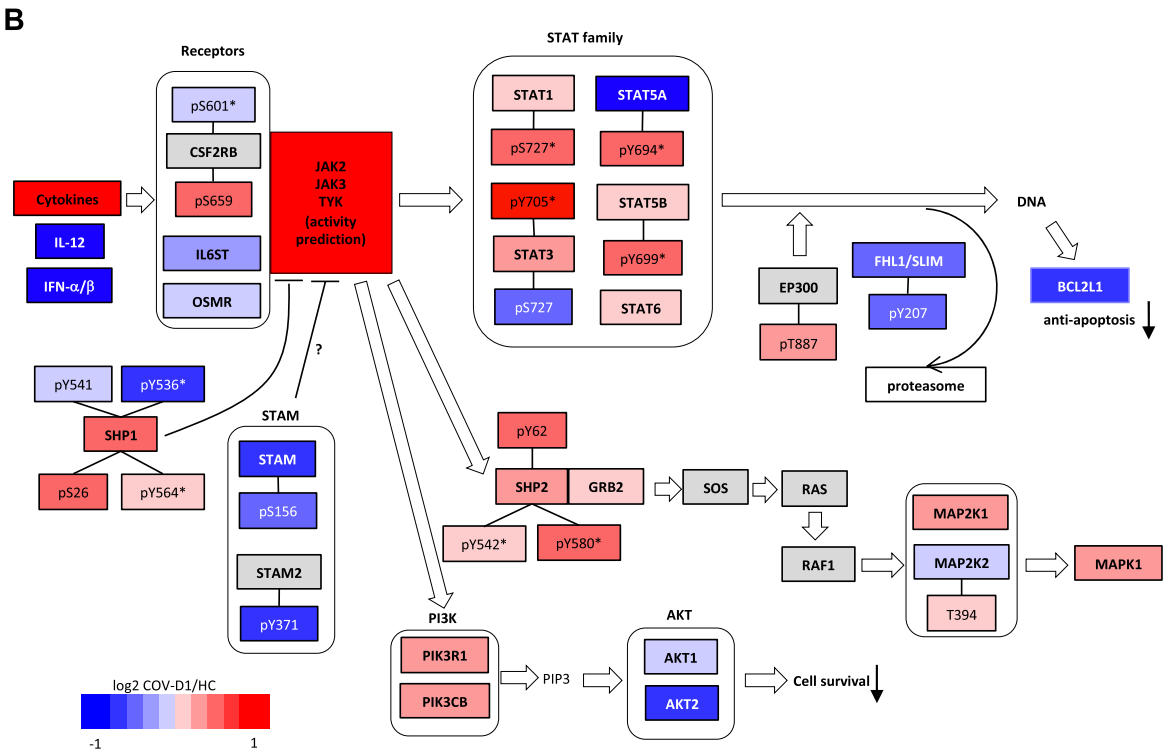 B
Receptors
STAT family
pS601*
CSF2RB
pS659
IL6ST
OSMR
Cytokines
IL-12
IFN-α/β
JAK2
JAK3
TYK
(activity
prediction)
STAT1
pS727*
pY705*
STAT3
pS727
STAT5A
pY694*
STAT5B
pY699*
STAT6
DNA
EP300
pT887
FHL1/SLIM
pY207
BCL2L1
anti-apoptosis
proteasome
?
pY541
pY536*
SHP1
pS26
pY564*
STAM
STAM
pS156
STAM2
pY371
pY62
SHP2
GRB2
pY542*
pY580*
SOS
RAS
RAF1
MAP2K1
MAP2K2
T394
MAPK1
PI3K
PIK3R1
PIK3CB
PIP3
AKT
AKT1
AKT2
Cell survival
log2 COV-D1/HC
-1
1